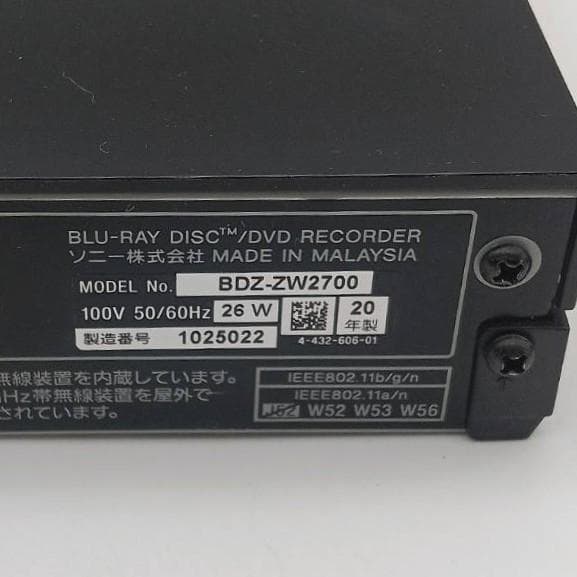 BLU-RAY DISC™/DVD RECORDER
ソニー株式会社 MADE IN MALAYSIA
MODEL No. BDZ-ZW2700
100V 50/60Hz 26 W 20年製
製造番号 1025022
4-432-606-01
無線装置を内蔵しています。
Hz帯無線装置を屋外で
されています。
IEEE802.11b/g/n
IEEE802.11a/n
J52 W52 W53 W56